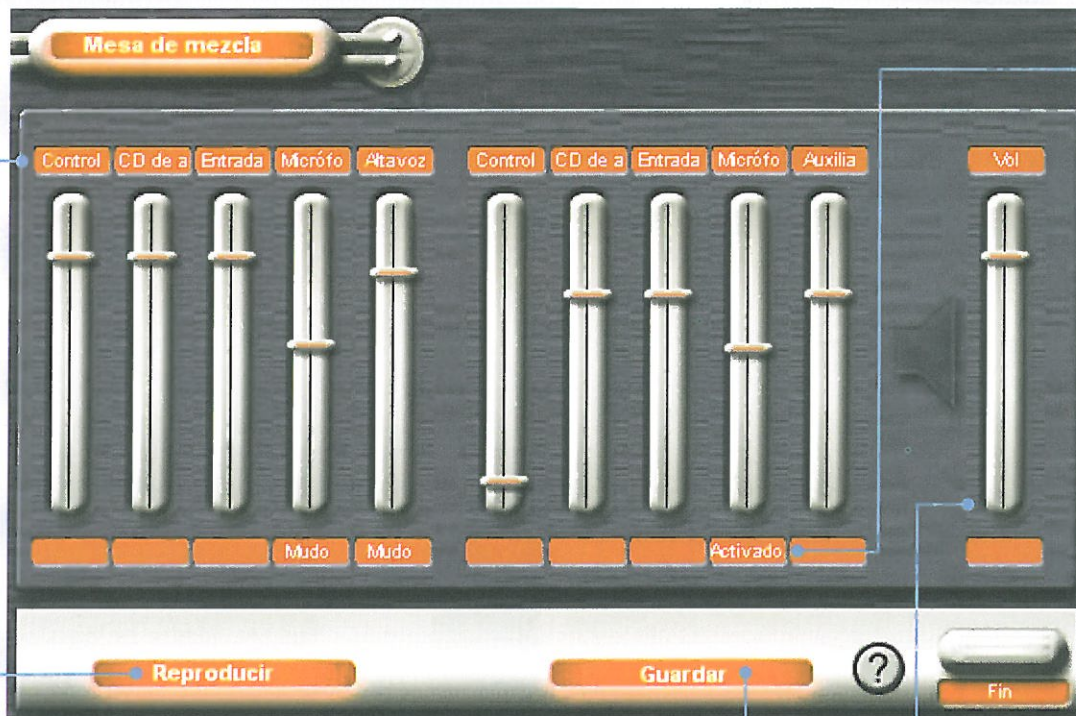 Mesa de mezcla
Control CD de a Entrada Micrófo Altavoz Control CD de a Entrada Micrófo Auxilia Vol
Mudo Mudo Activado
Reproducir Guardar ?
Fin